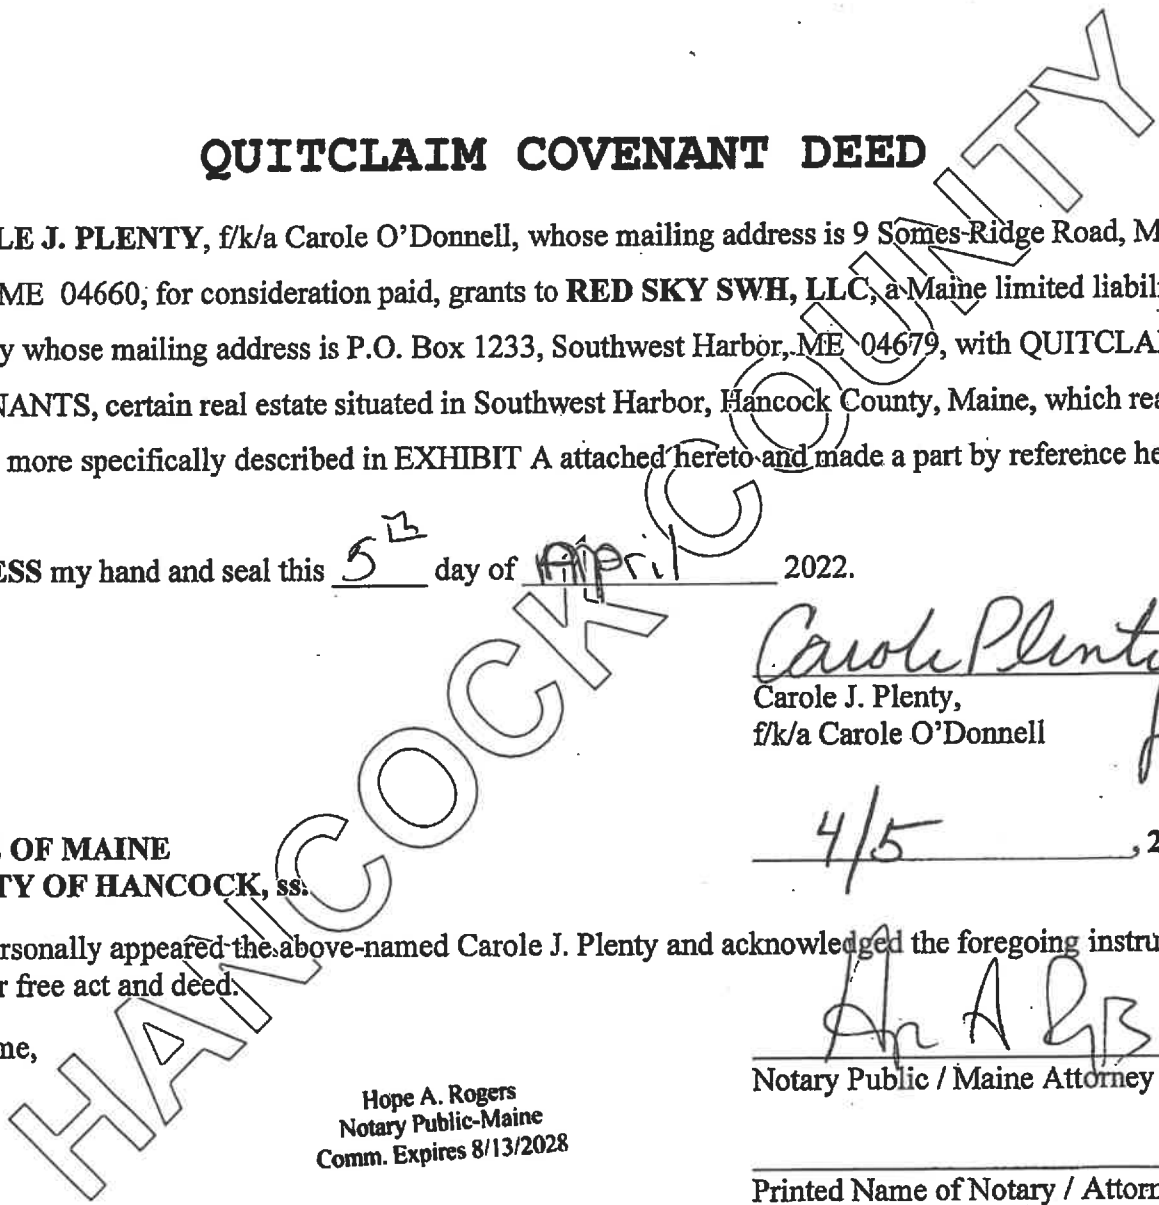 QUITCLAIM COVENANT DEED
LE J. PLENTY, f/k/a Carole O’Donnell, whose mailing address is 9 Somes Ridge Road, M
ME 04660, for consideration paid, grants to RED SKY SWH, LLC, a Maine limited liabil
y whose mailing address is P.O. Box 1233, Southwest Harbor, ME 04679, with QUITCLA
NANTS, certain real estate situated in Southwest Harbor, Hancock County, Maine, which rea
more specifically described in EXHIBIT A attached hereto and made a part by reference he
ESS my hand and seal this 5th day of April 2022.
Carole Plenty
Carole J. Plenty,
f/k/a Carole O’Donnell
4/5 , 2
OF MAINE
TY OF HANCOCK, ss.
rsonally appeared the above-named Carole J. Plenty and acknowledged the foregoing instru
r free act and deed.
me,
Notary Public / Maine Attorney
Hope A. Rogers
Notary Public-Maine
Comm. Expires 8/13/2028
Printed Name of Notary / Attorn
HANCOCK COUNTY